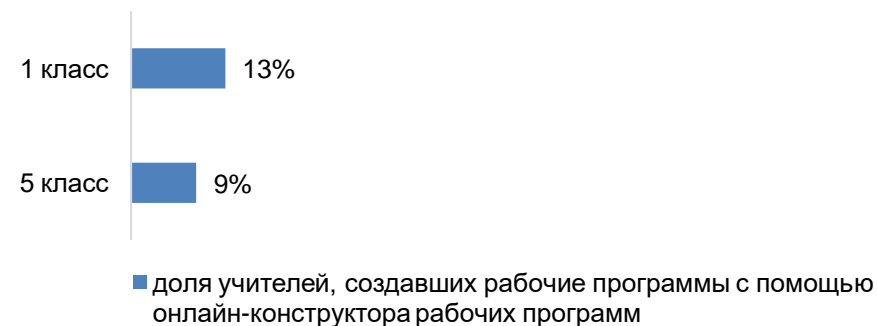 1 класс
13%
5 класс
9%
доля учителей, создавших рабочие программы с помощью
онлайн-конструктора рабочих программ